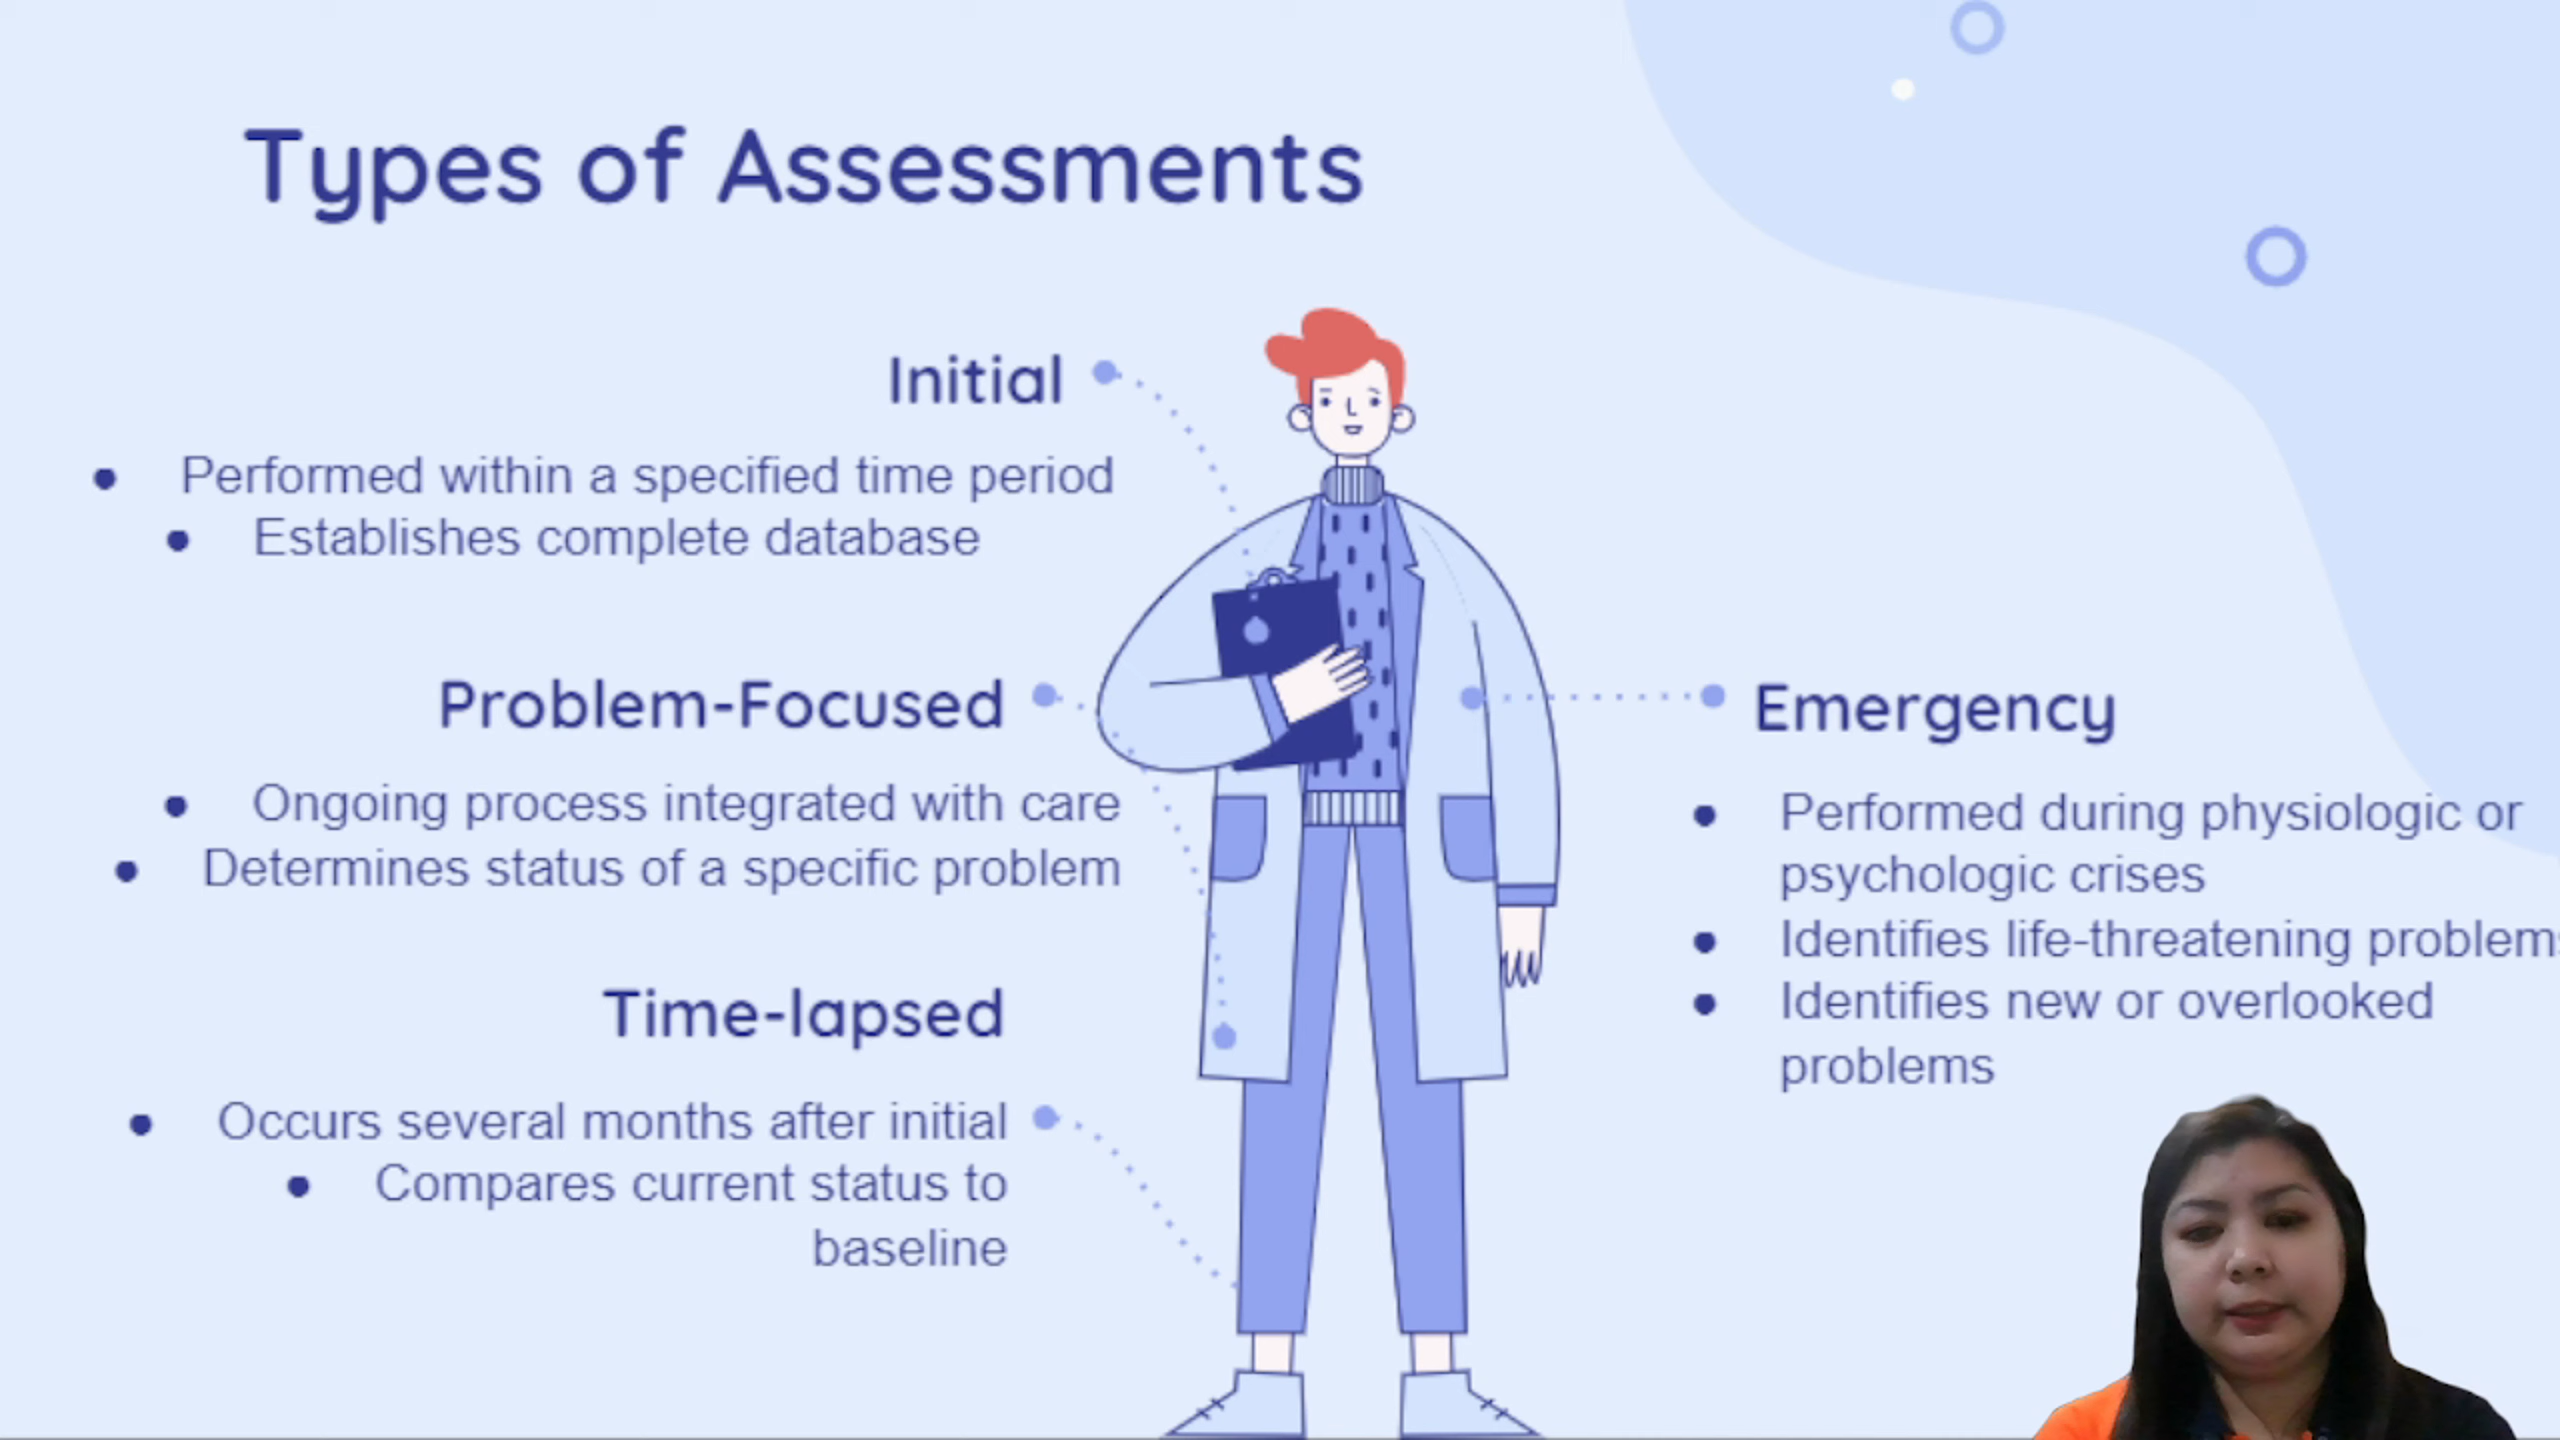 Types of Assessments
Initial
• Performed within a specified time period
• Establishes complete database
Problem-Focused
• Ongoing process integrated with care
• Determines status of a specific problem
Time-lapsed
• Occurs several months after initial
• Compares current status to
baseline
Emergency
• Performed during physiologic or
psychologic crises
• Identifies life-threatening problems
• Identifies new or overlooked
problems